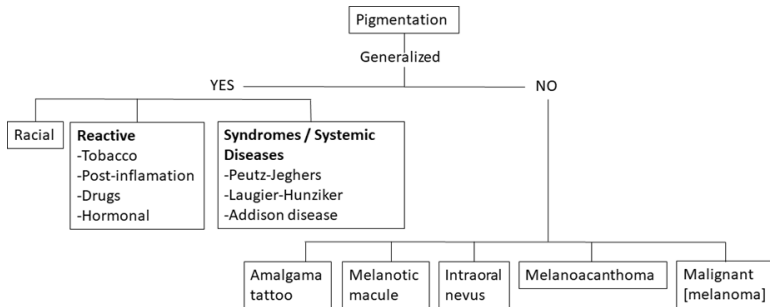 Pigmentation
Generalized
YES
NO
Racial
Reactive
-Tobacco
-Post-inflamation
-Drugs
-Hormonal
Syndromes / Systemic
Diseases
-Peutz-Jeghers
-Laugier-Hunziker
-Addison disease
Amalgama
tattoo
Melanotic
macule
Intraoral
nevus
Melanoacanthoma
Malignant
[melanoma]